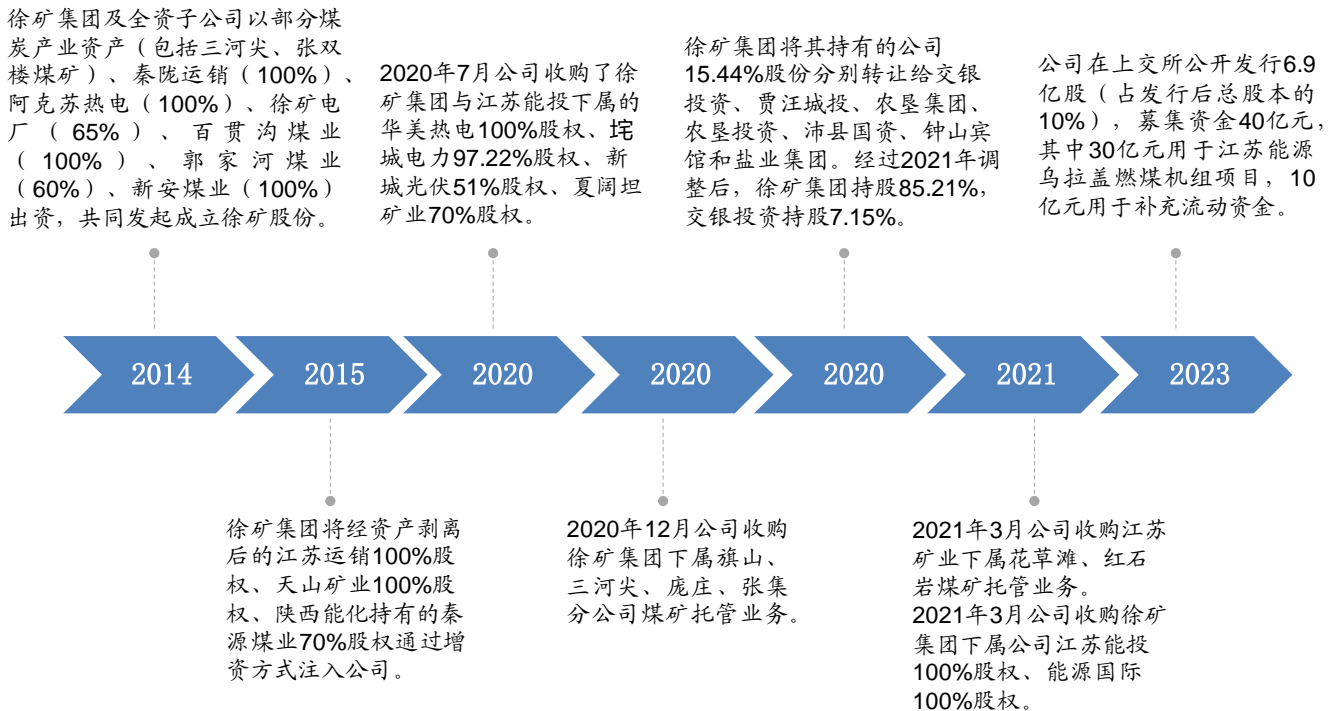 徐矿集团及全资子公司以部分煤
炭产业资产（包括三河尖、张双
楼煤矿）、秦陇运销（100%）、
阿克苏热电（100%）、徐矿电
厂（65%）、百贯沟煤业
（100%）、郭家河煤业
（60%）、新安煤业（100%）
出资，共同发起成立徐矿股份。
2020年7月公司收购了徐
矿集团与江苏能投下属的
华美热电100%股权、垞
城电力97.22%股权、新
城光伏51%股权、夏阔坦
矿业70%股权。
徐矿集团将其持有的公司
15.44%股份分别转让给交银
投资、贾汪城投、农垦集团、
农垦投资、沛县国资、钟山宾
馆和盐业集团。经过2021年调
整后，徐矿集团持股85.21%，
交银投资持股7.15%。
公司在上交所公开发行6.9
亿股（占发行后总股本的
10%），募集资金40亿元，
其中30亿元用于江苏能源
乌拉盖燃煤机组项目，10
亿元用于补充流动资金。
2014
2015
2020
2020
2020
2021
2023
徐矿集团将经资产剥离
后的江苏运销100%股
权、天山矿业100%股
权、陕西能化持有的秦
源煤业70%股权通过增
资方式注入公司。
2020年12月公司收购
徐矿集团下属旗山、
三河尖、庞庄、张集
分公司煤矿托管业务。
2021年3月公司收购江苏
矿业下属花草滩、红石
岩煤矿托管业务。
2021年3月公司收购徐矿
集团下属公司江苏能投
100%股权、能源国际
100%股权。